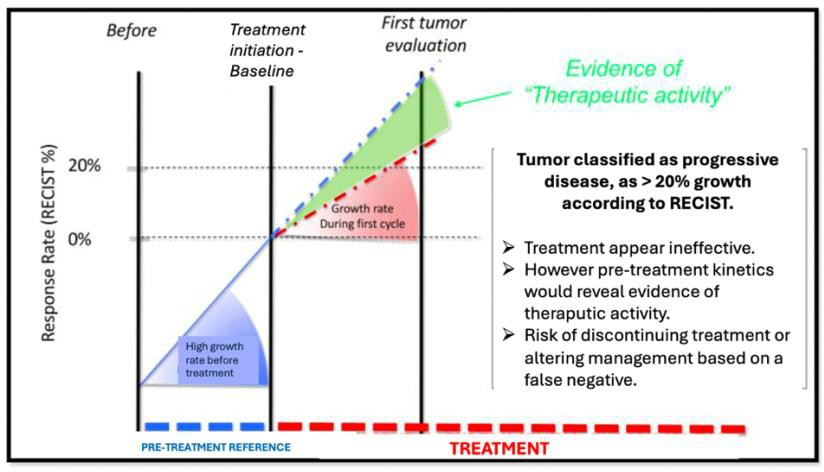 Before
Treatment
initiation -
Baseline
First tumor
evaluation
Evidence of
“Therapeutic activity”
Response Rate (RECIST %)
20%
0%
Growth rate
During first cycle
High growth
rate before
treatment
Tumor classified as progressive
disease, as > 20% growth
according to RECIST.
➢ Treatment appear ineffective.
➢ However pre-treatment kinetics
would reveal evidence of
theraputic activity.
➢ Risk of discontinuing treatment or
altering management based on a
false negative.
PRE-TREATMENT REFERENCE
TREATMENT